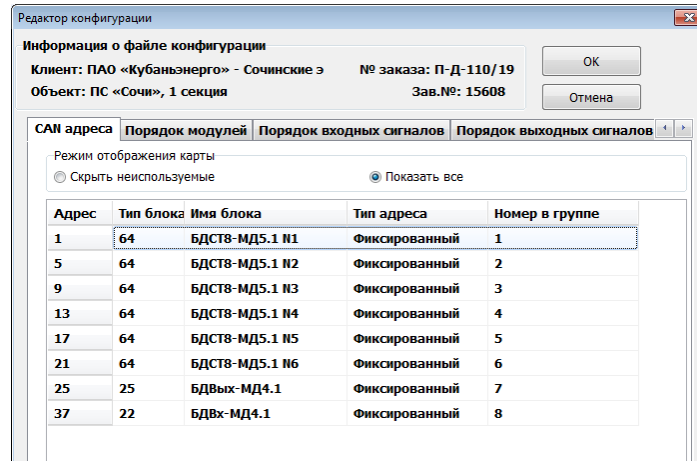 Редактор конфигурации
Информация о файле конфигурации
Клиент: ПАО «Кубаньэнерго» - Сочинские э № заказа: П-Д-110/19
OK
Объект: ПС «Сочи», 1 секция Зав.№: 15608
Отмена
CAN адреса Порядок модулей Порядок входных сигналов Порядок выходных сигналов
Режим отображения карты
Скрыть неиспользуемые Показать все
Адрес Тип блока Имя блока Тип адреса Номер в группе
1 64 БДСТ8-МД5.1 N1 Фиксированный 1
5 64 БДСТ8-МД5.1 N2 Фиксированный 2
9 64 БДСТ8-МД5.1 N3 Фиксированный 3
13 64 БДСТ8-МД5.1 N4 Фиксированный 4
17 64 БДСТ8-МД5.1 N5 Фиксированный 5
21 64 БДСТ8-МД5.1 N6 Фиксированный 6
25 25 БДВых-МД4.1 Фиксированный 7
37 22 БДВх-МД4.1 Фиксированный 8